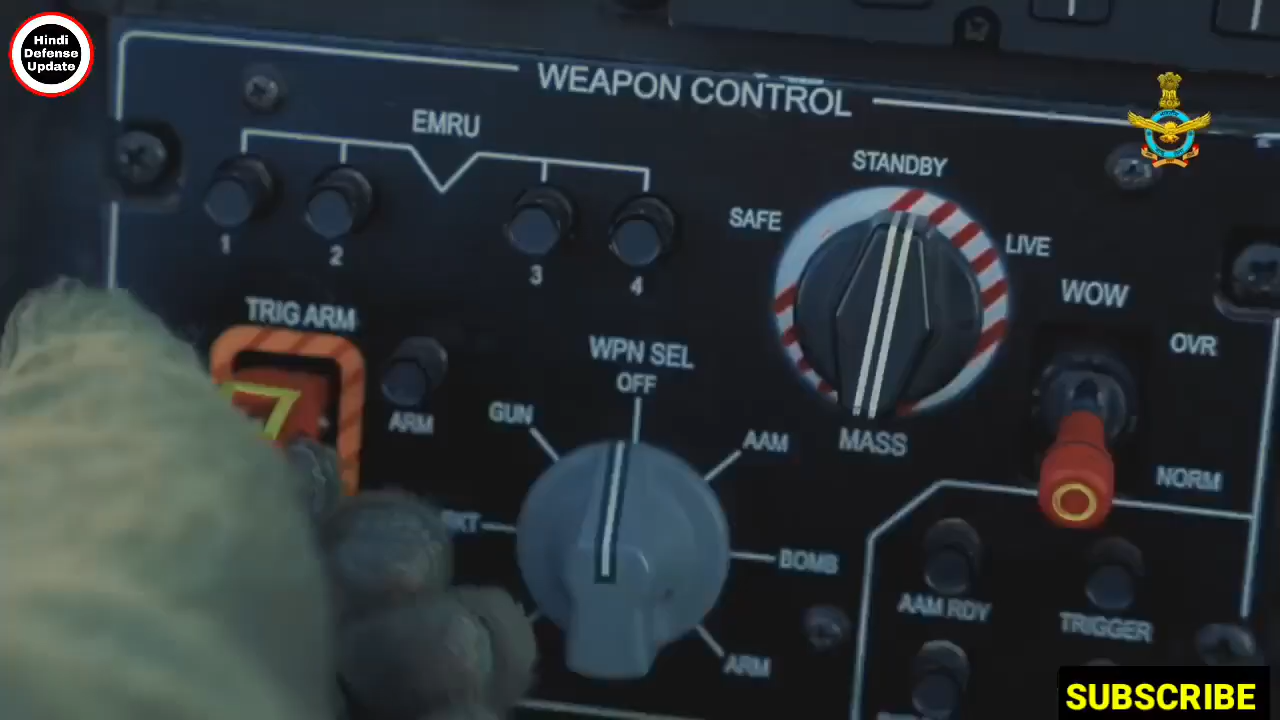 Hindi
Defense
Update
WEAPON CONTROL
EMRU
1
2
3
4
STANDBY
SAFE
LIVE
MASS
WOW
OVR
NORM
TRIG ARM
ARM
WPN SEL
OFF
GUN
AAM
BOMB
ARM
AAM RDY
TRIGGER
SUBSCRIBE